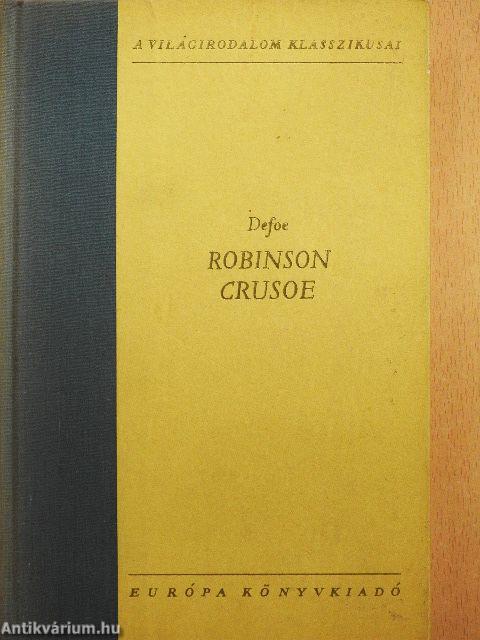 A VILÁGIRODALOM KLASSZIKUSAI
Defoe
ROBINSON
CRUSOE
EURÓPA KÖNYVKIADÓ
Antikvárium.hu